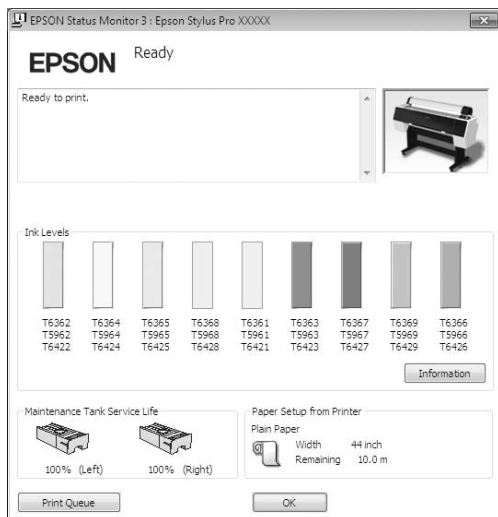 EPSON Status Monitor 3 : Epson Stylus Pro XXXXX
EPSON
Ready
Ready to print.
Ink Levels
T6362 T6364 T6365 T6368 T6361 T6363 T6367 T6369 T6366
T5962 T5964 T5965 T5968 T5961 T5963 T5967 T5969 T5966
T6422 T6424 T6425 T6428 T6421 T6423 T6427 T6429 T6426
Information
Maintenance Tank Service Life
100% (Left) 100% (Right)
Paper Setup from Printer
Plain Paper
Width 44 inch
Remaining 10.0 m
Print Queue
OK